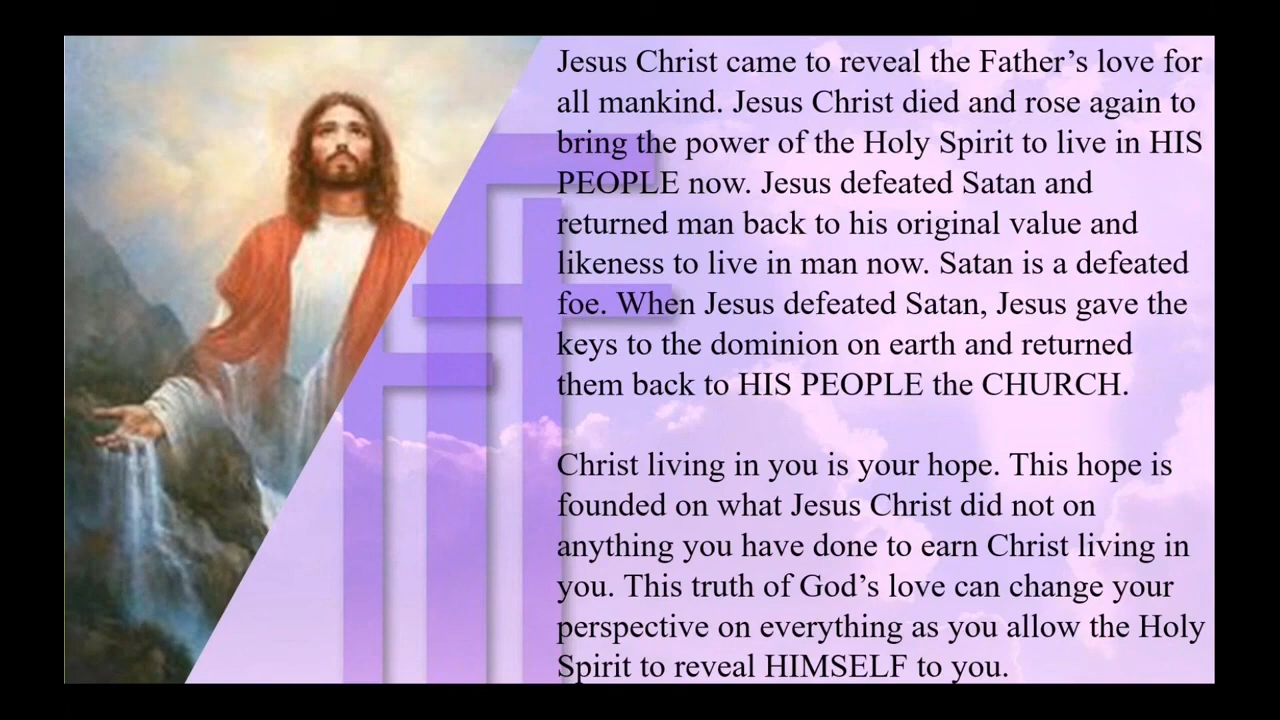 Jesus Christ came to reveal the Father’s love for
all mankind. Jesus Christ died and rose again to
bring the power of the Holy Spirit to live in HIS
PEOPLE now. Jesus defeated Satan and
returned man back to his original value and
likeness to live in man now. Satan is a defeated
foe. When Jesus defeated Satan, Jesus gave the
keys to the dominion on earth and returned
them back to HIS PEOPLE the CHURCH.
Christ living in you is your hope. This hope is
founded on what Jesus Christ did not on
anything you have done to earn Christ living in
you. This truth of God’s love can change your
perspective on everything as you allow the Holy
Spirit to reveal HIMSELF to you.